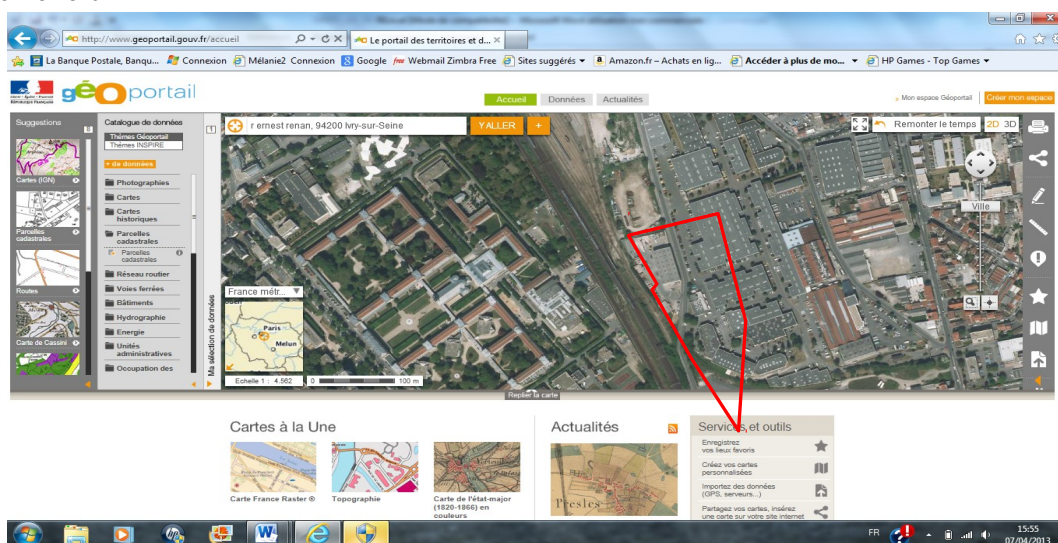 http://www.geoportail.gouv.fr/accueil
Le portail des territoires et d...
La Banque Postale, Banqu...
Connexion
Mélanie2 Connexion
Google
Webmail Zimbra Free
Sites suggérés
Amazon.fr – Achats en lig...
Accéder à plus de mo...
HP Games - Top Games
géoportail
Accueil
Données
Actualités
Mon espace Géoportail
Créer mon espace
Suggestions
6
Cartes (IGN)
Parcelles
cadastrales
Routes
Carte de Cassini
Catalogue de données
Thèmes Géoportail
Thèmes INSPIRE
+ de données
Photographies
Cartes
Cartes
historiques
Parcelles
cadastrales
Parcelles
cadastrales
Réseau routier
Voies ferrées
Bâtiments
Hydrographie
Energie
Unités
administratives
Occupation des
1
Ma sélection de données
r ernest renan, 94200 Ivry-sur-Seine
Y ALLER
+
Remonter le temps
2D 3D
Ville
France métr...
Paris
Melun
Echelle 1 : 4.562
0
100 m
Replier la carte
Cartes à la Une
Carte France Raster ®
Topographie
Carte de l'état-major
(1820-1866) en
couleurs
Actualités
Presles
Services et outils
Enregistrez
vos lieux favoris
Créez vos cartes
personnalisées
Importez des données
(GPS, serveurs...)
Partagez vos cartes, insérez
une carte sur votre site internet
FR
15:55
07/04/2013